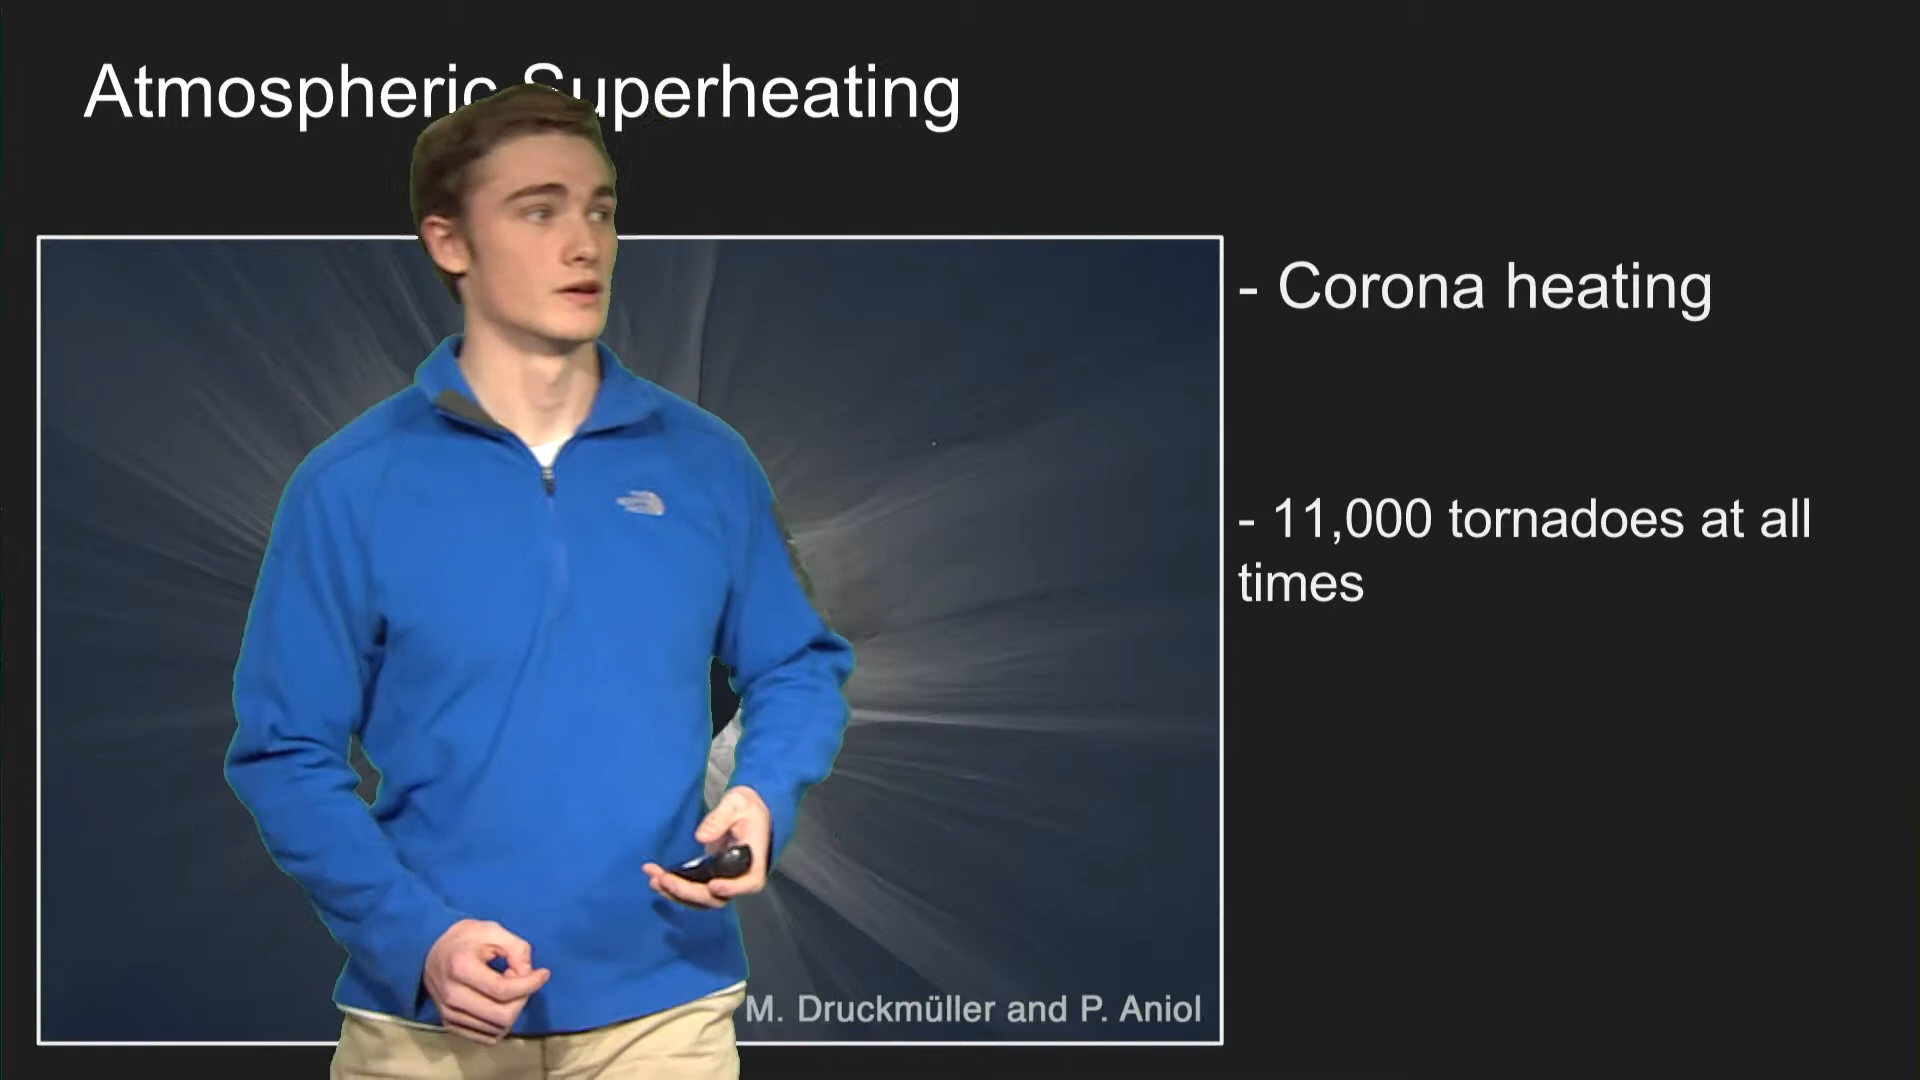 Atmospheric Superheating
- Corona heating
- 11,000 tornadoes at all
times
M. Druckmüller and P. Aniol